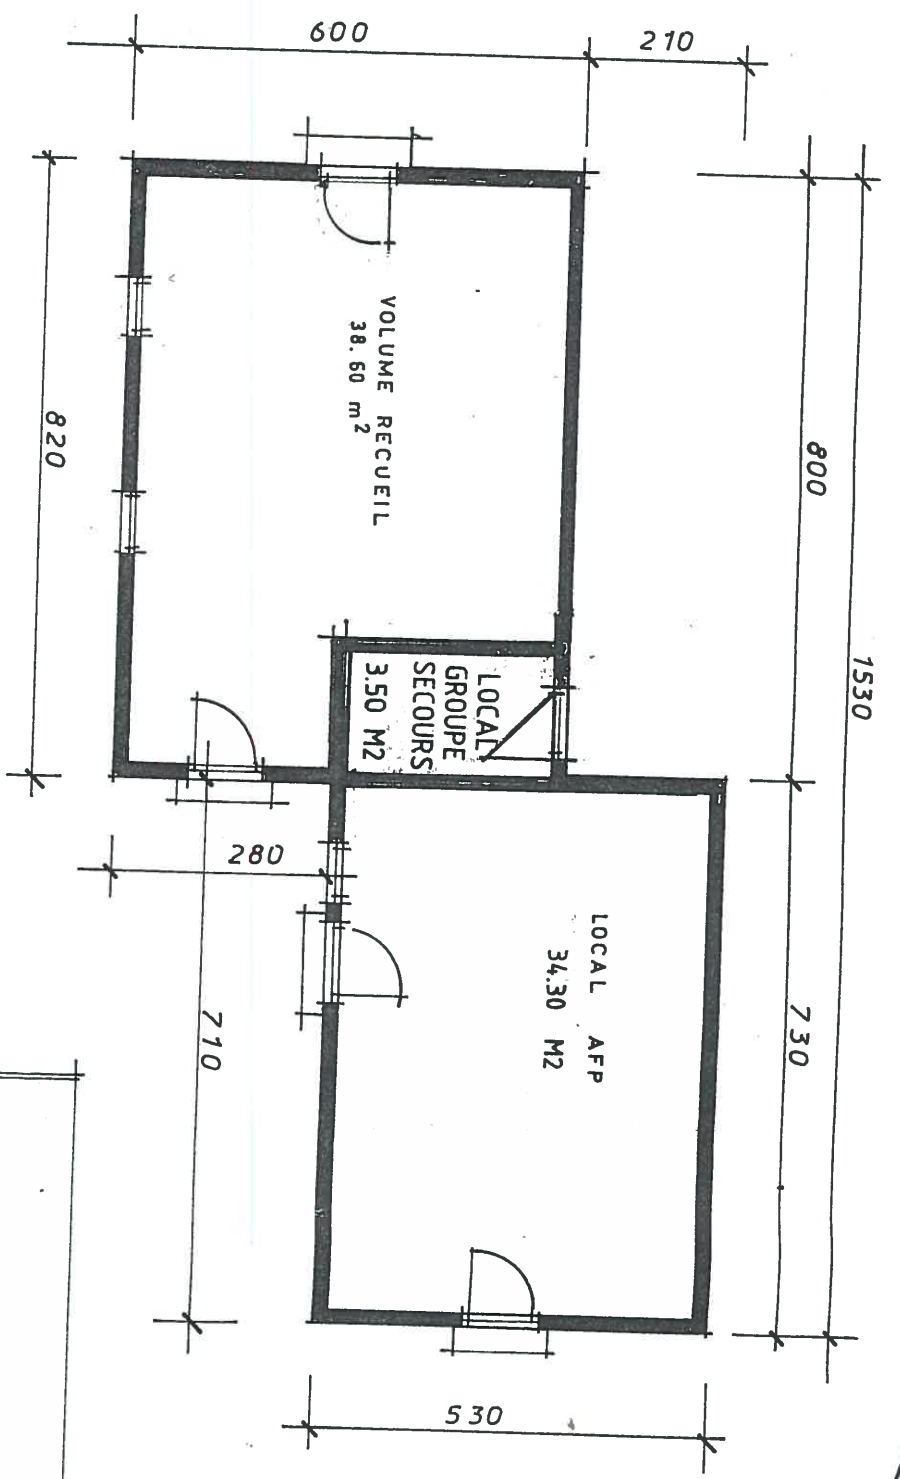 600
210
820
VOLUME RECUEIL
38.60 m2
800
1530
LOCAL
GROUPE
SECOURS
3.50 M2
280
710
LOCAL AFP
34.30 M2
730
530